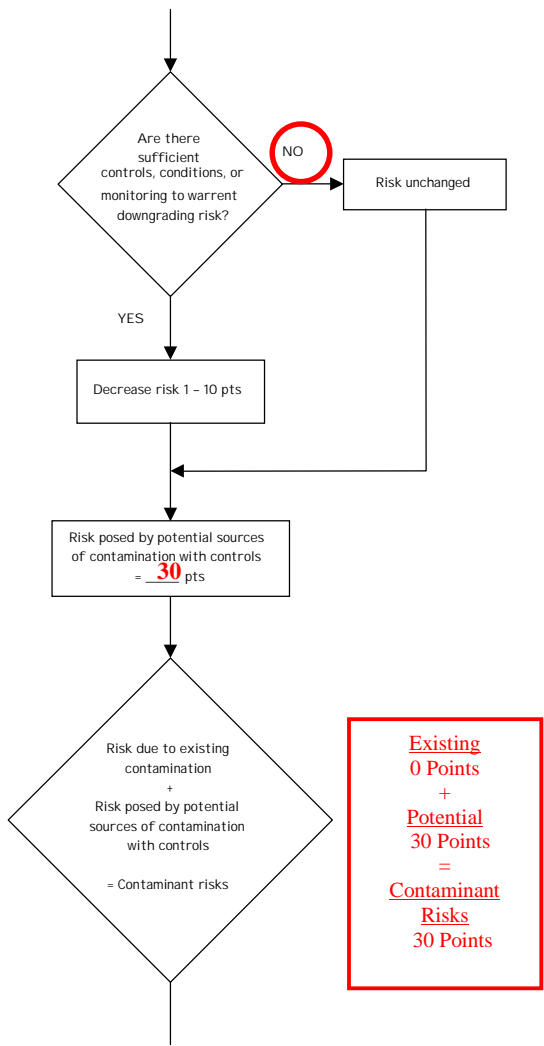 Are there
sufficient
controls, conditions, or
monitoring to warrent
downgrading risk?
NO
Risk unchanged
YES
Decrease risk 1 – 10 pts
Risk posed by potential sources
of contamination with controls
= 30 pts
Risk due to existing
contamination
+
Risk posed by potential
sources of contamination
with controls
= Contaminant risks
Existing
0 Points
+
Potential
30 Points
=
Contaminant
Risks
30 Points